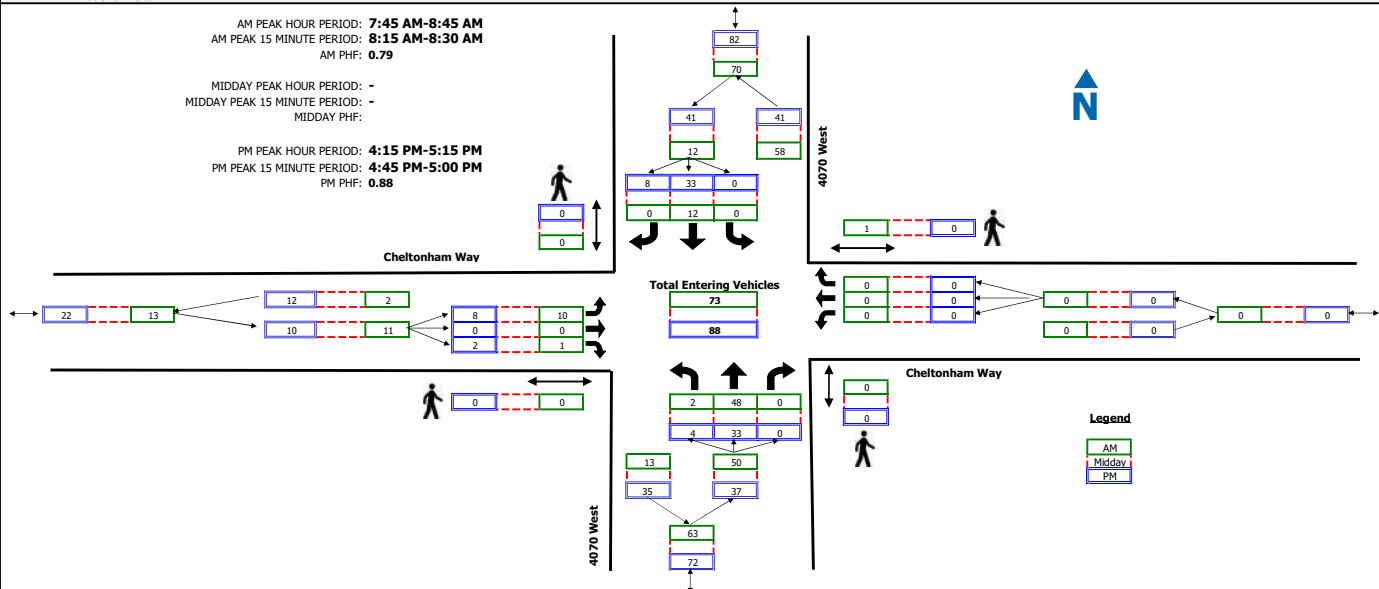 AM PEAK HOUR PERIOD: 7:45 AM-8:45 AM
AM PEAK 15 MINUTE PERIOD: 8:15 AM-8:30 AM
AM PHF: 0.79
MIDDAY PEAK HOUR PERIOD: -
MIDDAY PEAK 15 MINUTE PERIOD: -
MIDDAY PHF:
PM PEAK HOUR PERIOD: 4:15 PM-5:15 PM
PM PEAK 15 MINUTE PERIOD: 4:45 PM-5:00 PM
PM PHF: 0.88
82
70
41 41
12 58
8 33 0
0 12 0
4070 West
N
0
0
1 0
Cheltonham Way
Total Entering Vehicles
73
88
22 13
12 2
10 11
8 10
0 0
2 1
0 0
0 0
0 0
0 0
0 0
0 0
Cheltonham Way
0 0
2 48 0
4 33 0
13 50
35 37
63
72
4070 West
0
0
Legend
AM
Midday
PM